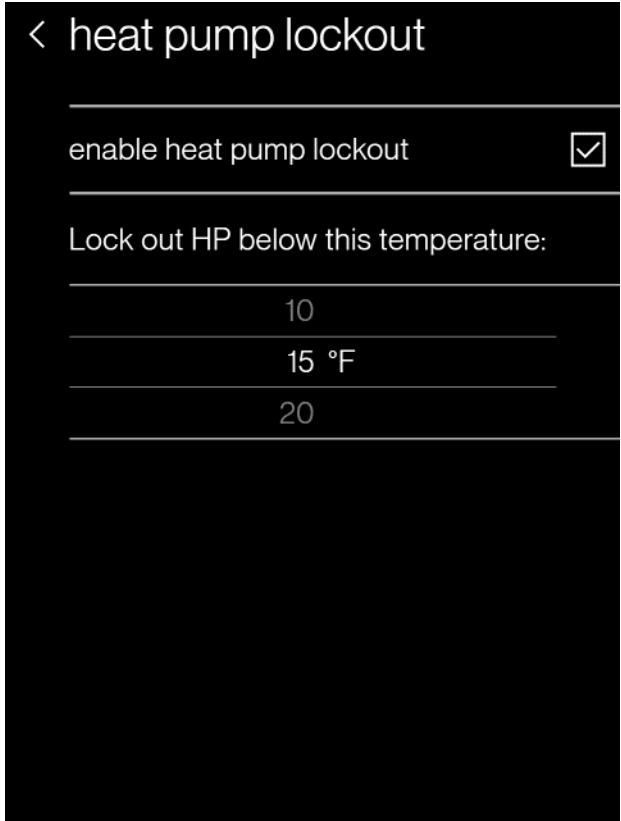 heat pump lockout
enable heat pump lockout
Lock out HP below this temperature:
10
15 °F
20